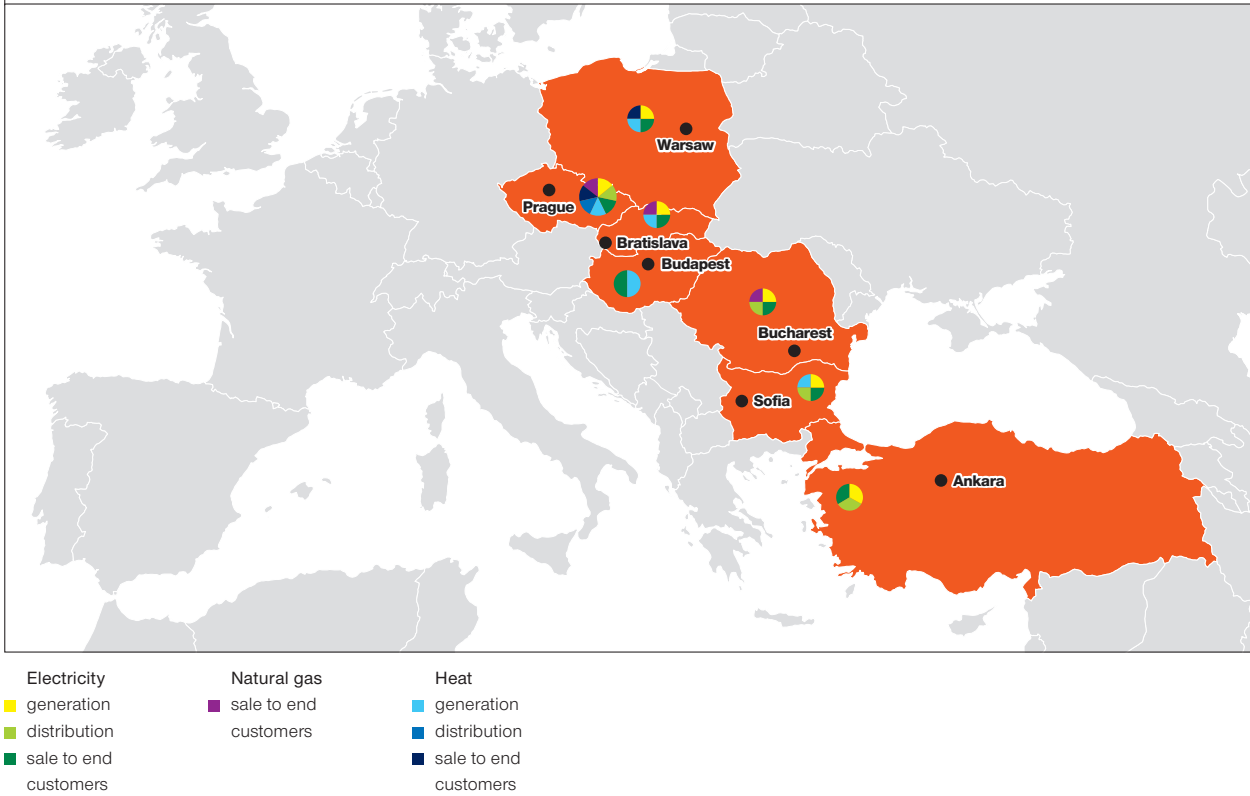 Warsaw
Prague
Bratislava
Budapest
Bucharest
Sofia
Ankara
Electricity
generation
distribution
sale to end
customers
Natural gas
sale to end
customers
Heat
generation
distribution
sale to end
customers